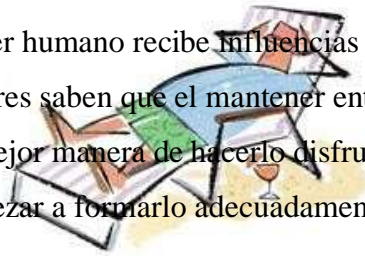 er humano recibe influencias
res saben que el mantener ent
ejor manera de hacerlo disfru
ezar a formarlo adecuadamen